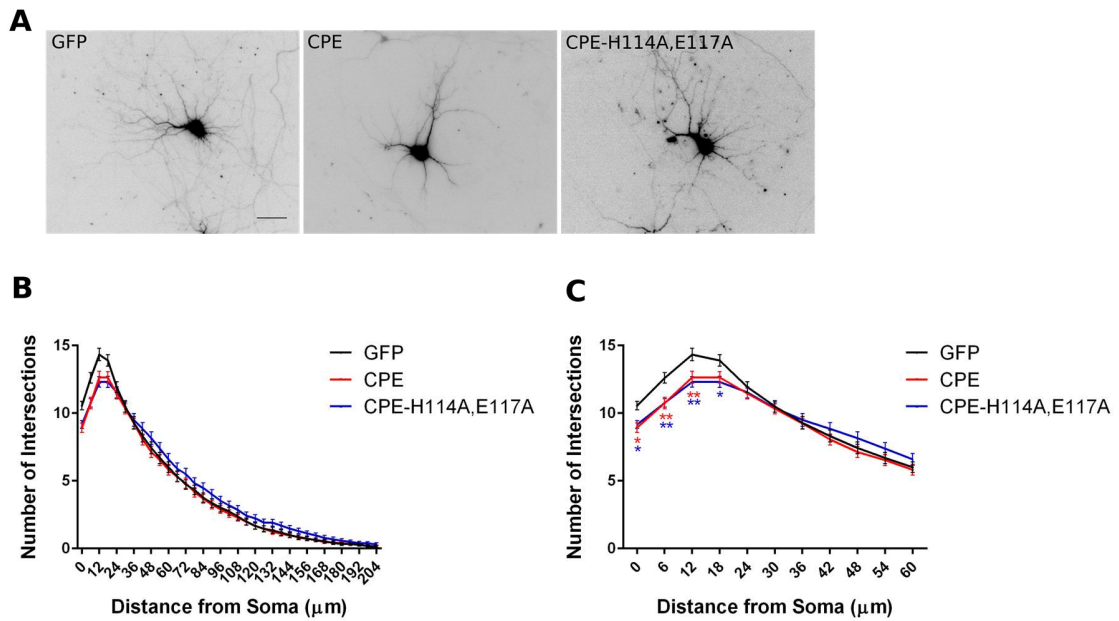 A
GFP
CPE
CPE-H114A,E117A
B
Number of Intersections
15
10
5
0
0 12 24 36 48 60 72 84 96 108 120 132 144 156 168 180 192 204
Distance from Soma (μm)
GFP
CPE
CPE-H114A,E117A
C
Number of Intersections
15
10
5
0
*
*
**
**
**
**
*
0 6 12 18 24 30 36 42 48 54 60
Distance from Soma (μm)
GFP
CPE
CPE-H114A,E117A